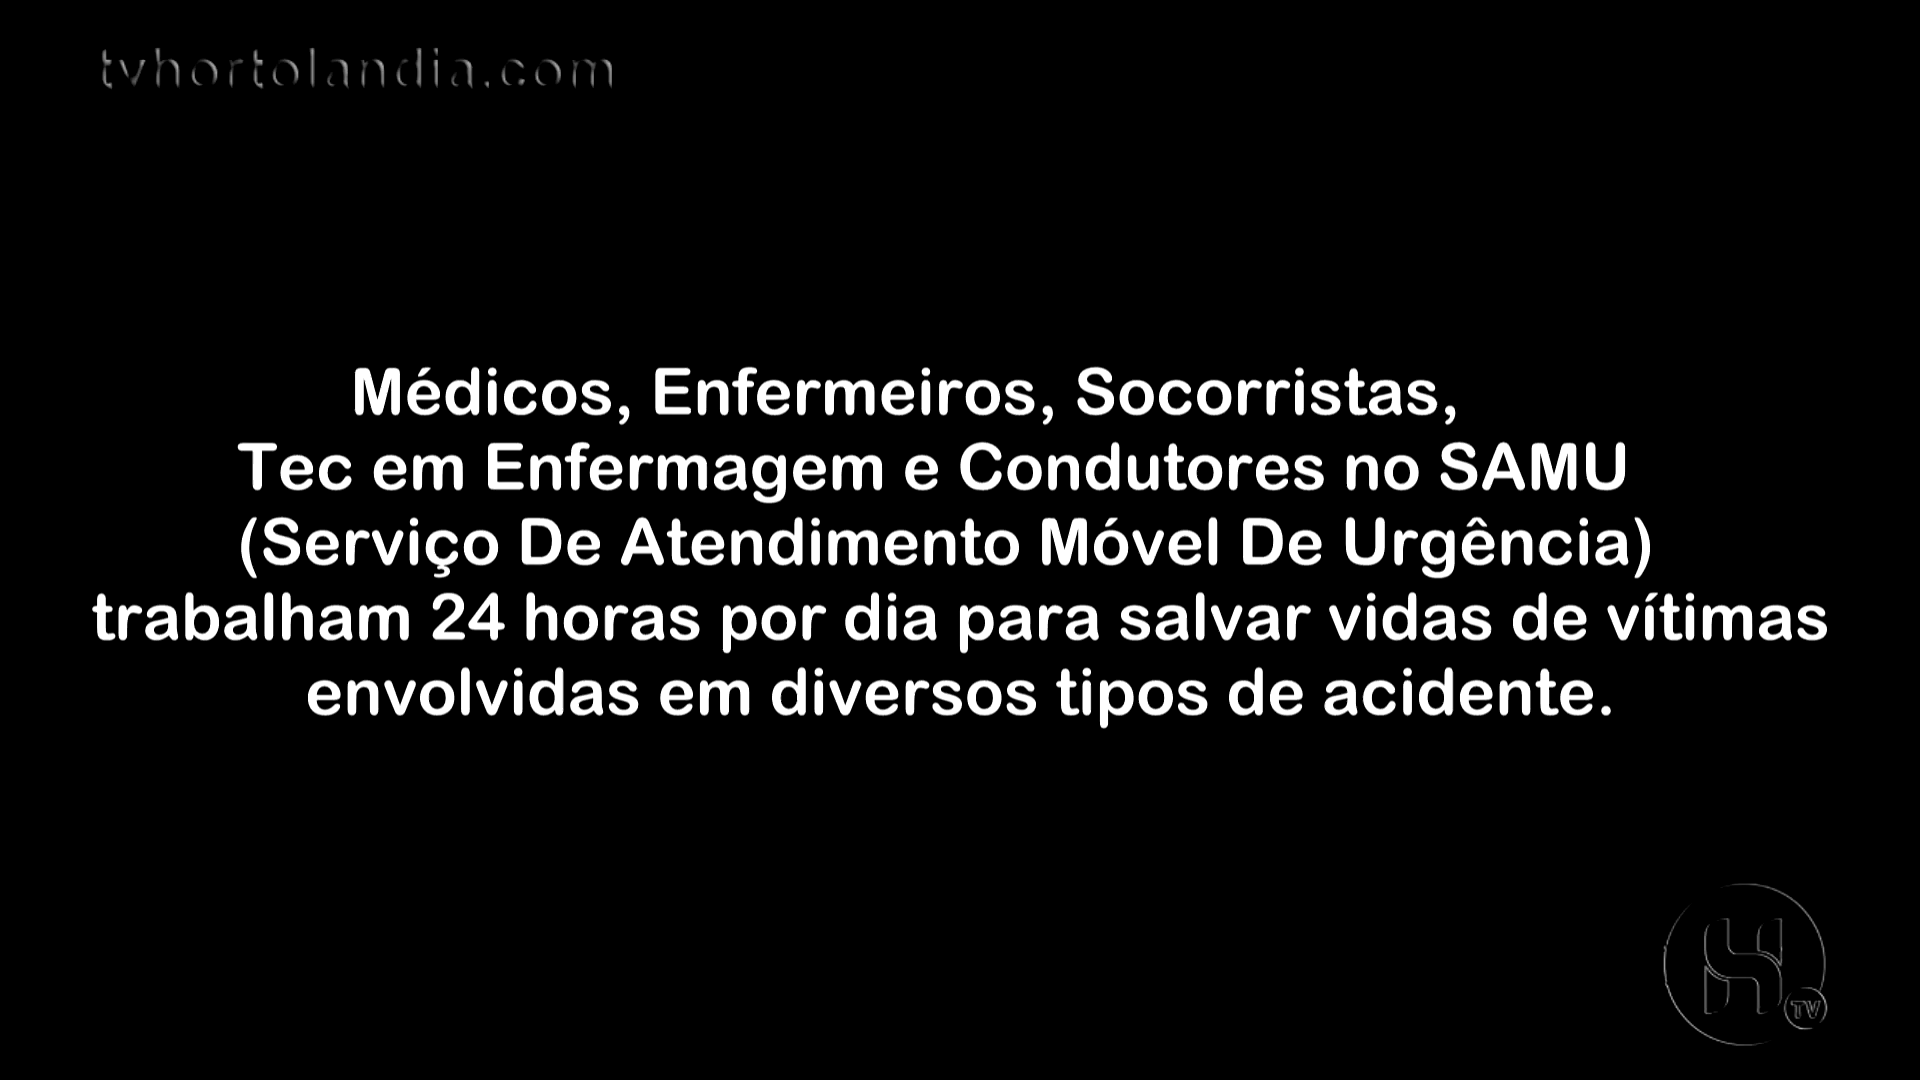 tvhortolandia.com
Médicos, Enfermeiros, Socorristas,
Tec em Enfermagem e Condutores no SAMU
(Serviço De Atendimento Móvel De Urgência)
trabalham 24 horas por dia para salvar vidas de vítimas
envolvidas em diversos tipos de acidente.
H
TV